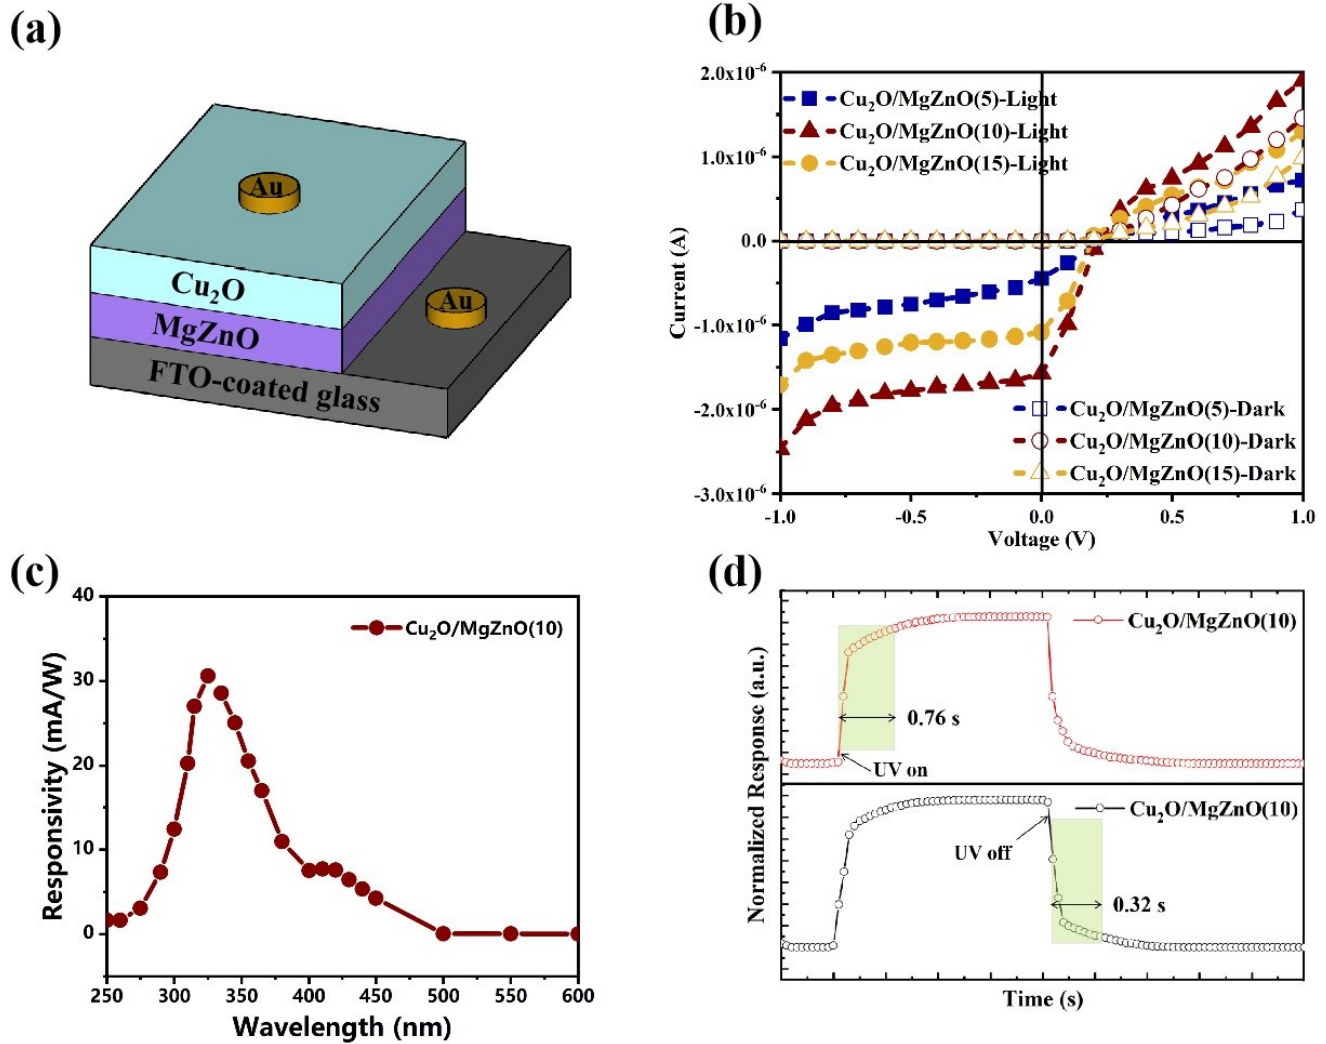 (a)
Au
Au
Cu₂O
MgZnO
FTO-coated glass
(b)
2.0x10⁻⁶
1.0x10⁻⁶
0.0
-1.0x10⁻⁶
-2.0x10⁻⁶
-3.0x10⁻⁶
Current (A)
Cu₂O/MgZnO(5)-Light
Cu₂O/MgZnO(10)-Light
Cu₂O/MgZnO(15)-Light
Cu₂O/MgZnO(5)-Dark
Cu₂O/MgZnO(10)-Dark
Cu₂O/MgZnO(15)-Dark
-1.0 -0.5 0.0 0.5 1.0
Voltage (V)
(c)
40
30
20
10
0
Responsivity (mA/W)
Cu₂O/MgZnO(10)
250 300 350 400 450 500 550 600
Wavelength (nm)
(d)
Normalized Response (a.u.)
Cu₂O/MgZnO(10)
0.76 s
UV on
Cu₂O/MgZnO(10)
UV off
0.32 s
Time (s)